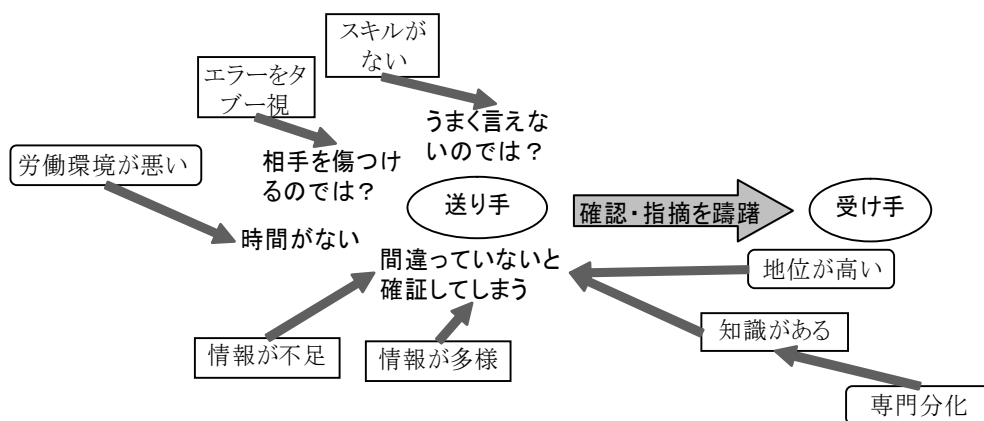 スキルが
ない
エラーをタ
ブー視
うまく言えな
いのでは？
労働環境が悪い
相手を傷つけ
るのでは？
送り手
確認・指摘を躊躇
受け手
時間がない
間違っていないと
確証してしまう
地位が高い
知識がある
情報が不足
情報が多様
専門分化